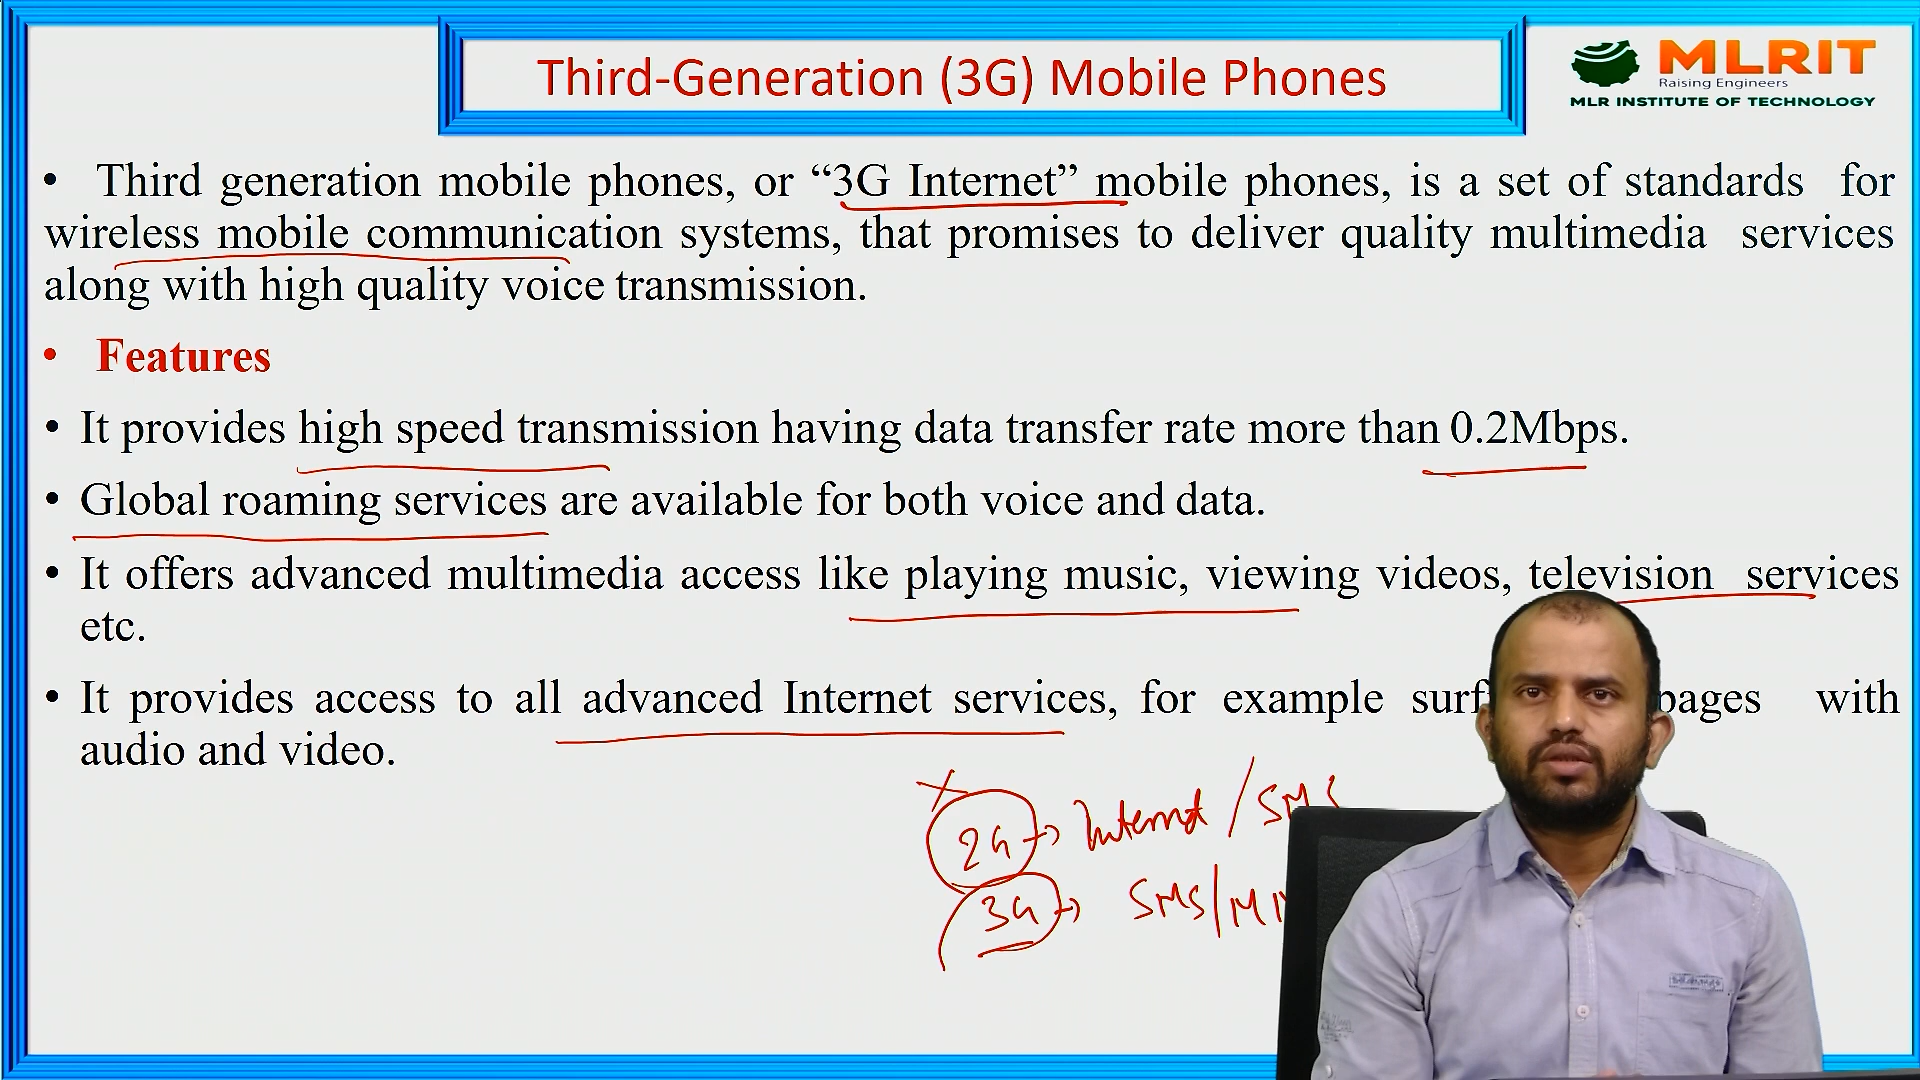 Third-Generation (3G) Mobile Phones
MLRIT
Raising Engineers
MLR INSTITUTE OF TECHNOLOGY
• Third generation mobile phones, or “3G Internet” mobile phones, is a set of standards for
wireless mobile communication systems, that promises to deliver quality multimedia services
along with high quality voice transmission.
• Features
• It provides high speed transmission having data transfer rate more than 0.2Mbps.
• Global roaming services are available for both voice and data.
• It offers advanced multimedia access like playing music, viewing videos, television services
etc.
• It provides access to all advanced Internet services, for example pages with
audio and video.
2G → Internet / SMS
3G → SMS/